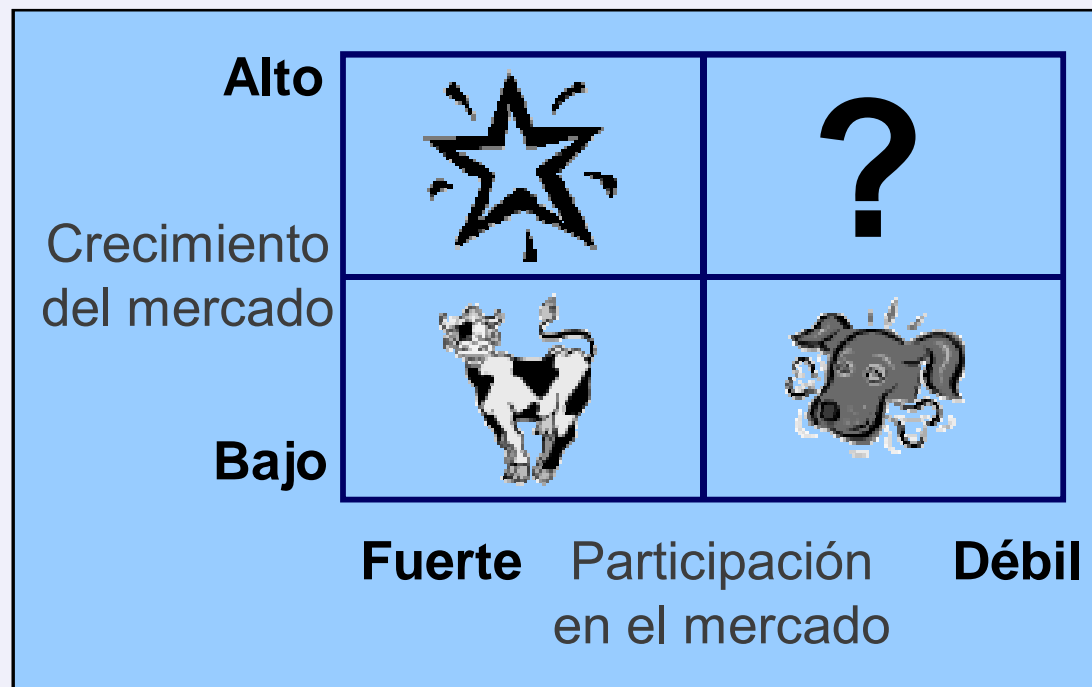 Alto
?
Crecimiento
del mercado
Bajo
Fuerte Participación Débil
en el mercado